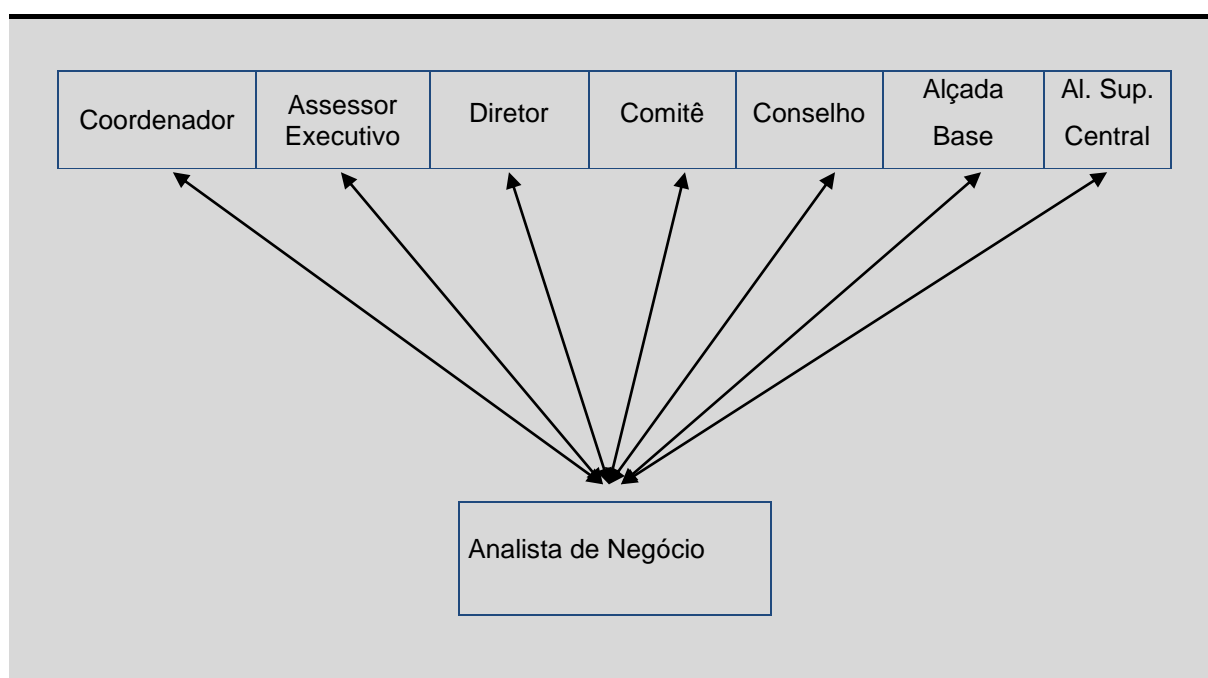 Coordenador
Assessor
Executivo
Diretor
Comitê
Conselho
Alçada
Base
Al. Sup.
Central
Analista de Negócio